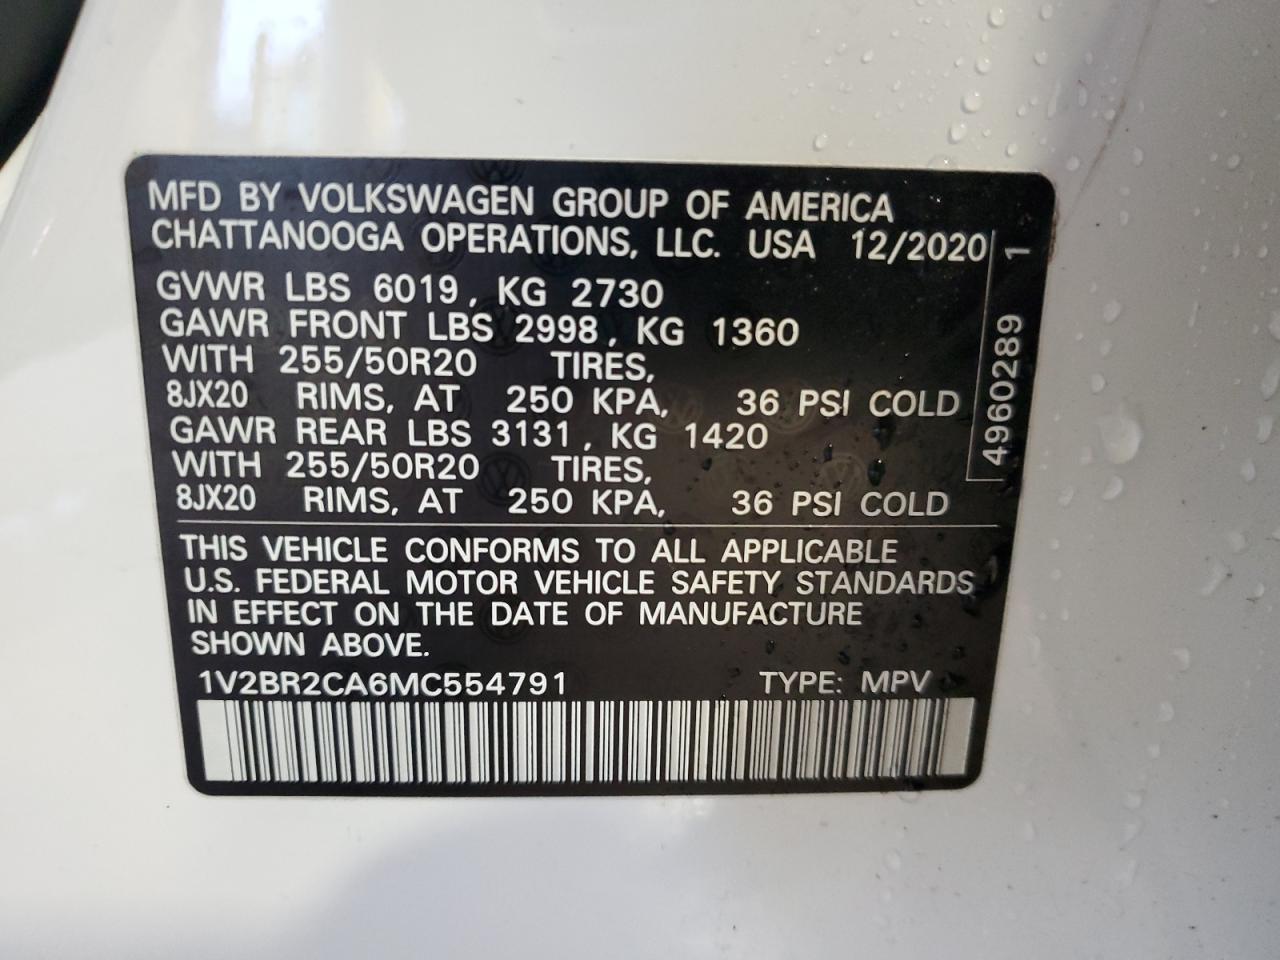 MFD BY VOLKSWAGEN GROUP OF AMERICA
CHATTANOOGA OPERATIONS, LLC. USA 12/2020
GVWR LBS 6019, KG 2730
GAWR FRONT LBS 2998, KG 1360
WITH 255/50R20 TIRES,
8JX20 RIMS, AT 250 KPA, 36 PSI COLD
GAWR REAR LBS 3131, KG 1420
WITH 255/50R20 TIRES,
8JX20 RIMS, AT 250 KPA, 36 PSI COLD
4960289 1
THIS VEHICLE CONFORMS TO ALL APPLICABLE
U.S. FEDERAL MOTOR VEHICLE SAFETY STANDARDS
IN EFFECT ON THE DATE OF MANUFACTURE
SHOWN ABOVE.
1V2BR2CA6MC554791 TYPE: MPV